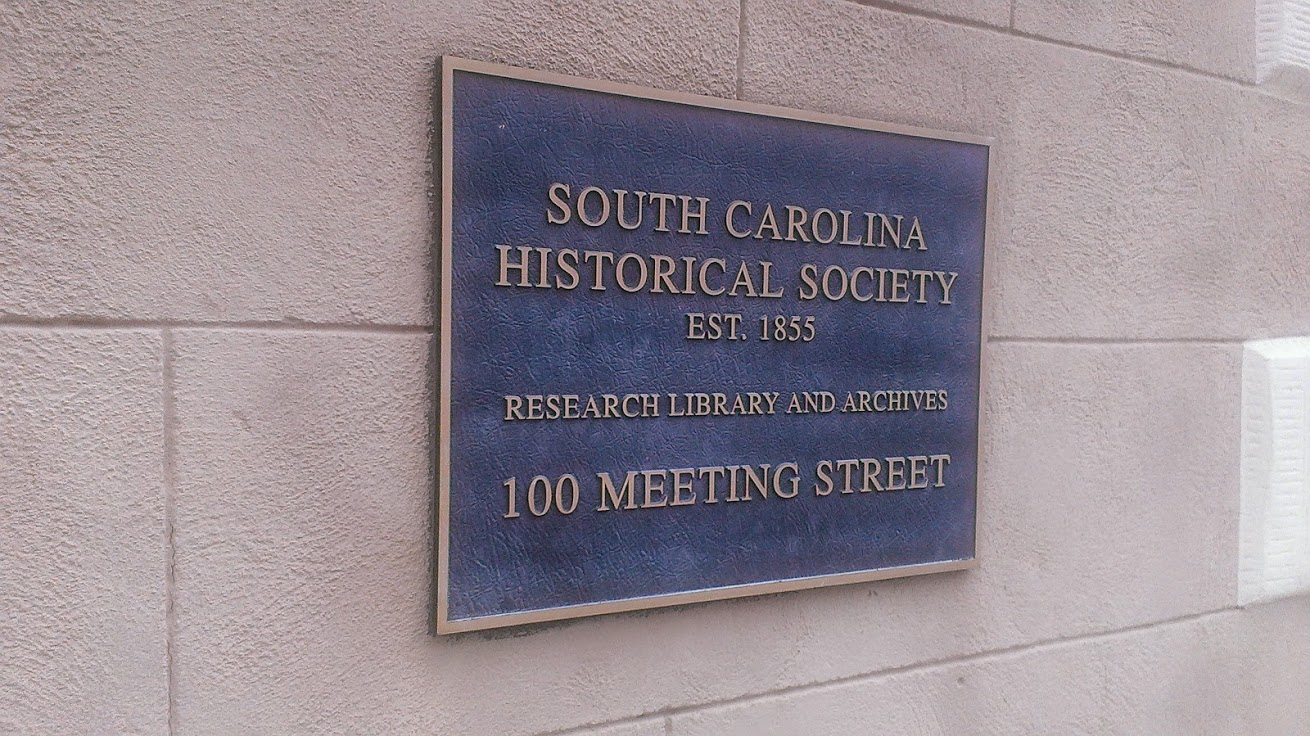 SOUTH CAROLINA
HISTORICAL SOCIETY
EST. 1855
RESEARCH LIBRARY AND ARCHIVES
100 MEETING STREET